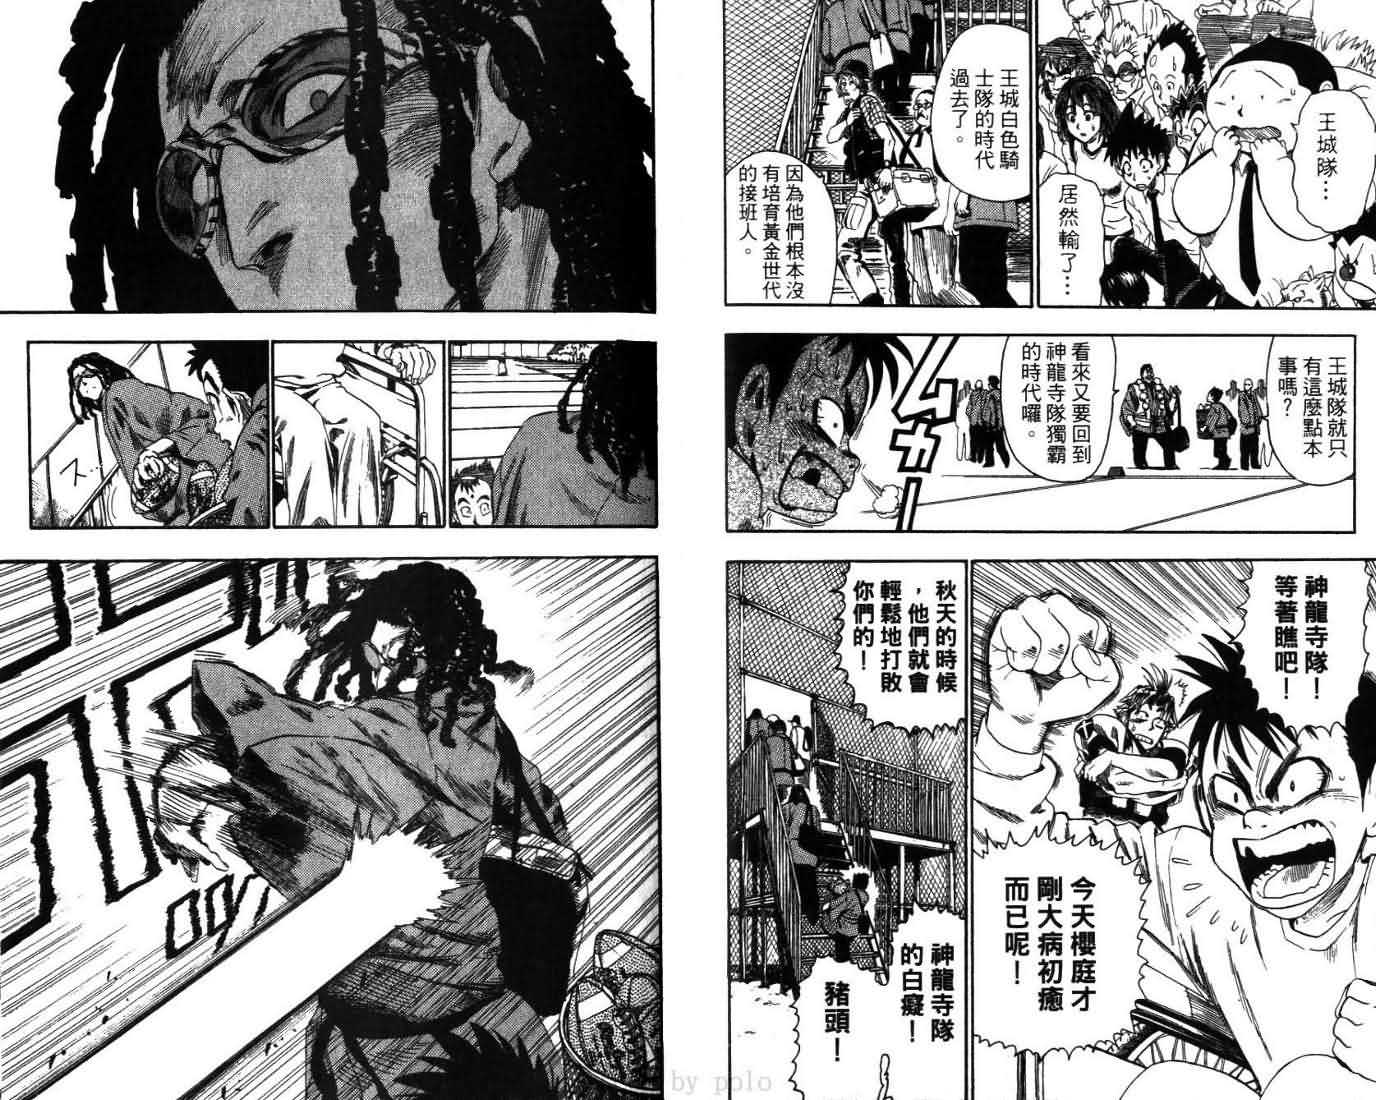 王城隊…
居然輸了…
王城白色騎
士隊的時代
過去了。
因為他們根本沒
有培育黃金世代
的接班人。
王城隊就只
有這麼點本
事嗎？
看來又要回到
神龍寺隊獨霸
的時代囉。
ムカー
神龍寺隊！
等著瞧吧！
今天櫻庭才
剛大病初癒
而已呢！
秋天的時候
，他們就會
輕鬆地打敗
你們的！
神龍寺隊
的白癡！
豬頭！
ス…
by polo